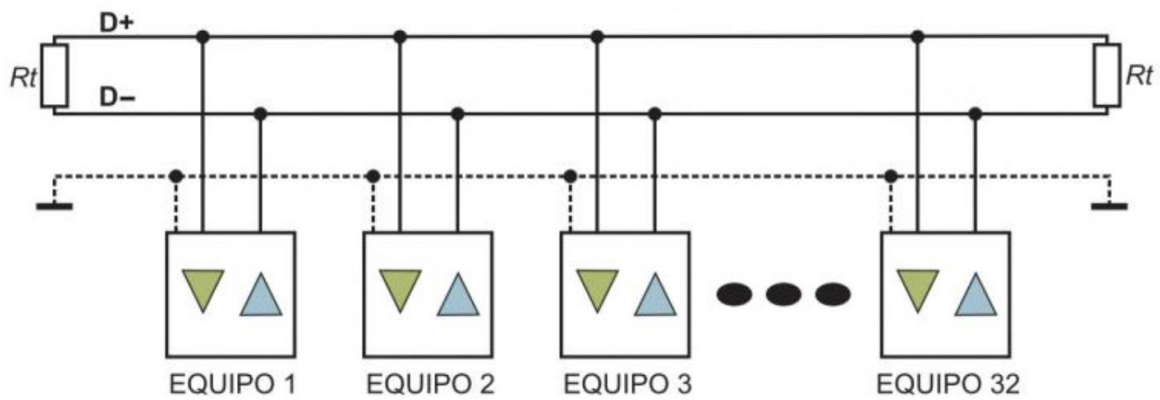 D+
Rt
Rt
D–
EQUIPO 1
EQUIPO 2
EQUIPO 3
EQUIPO 32